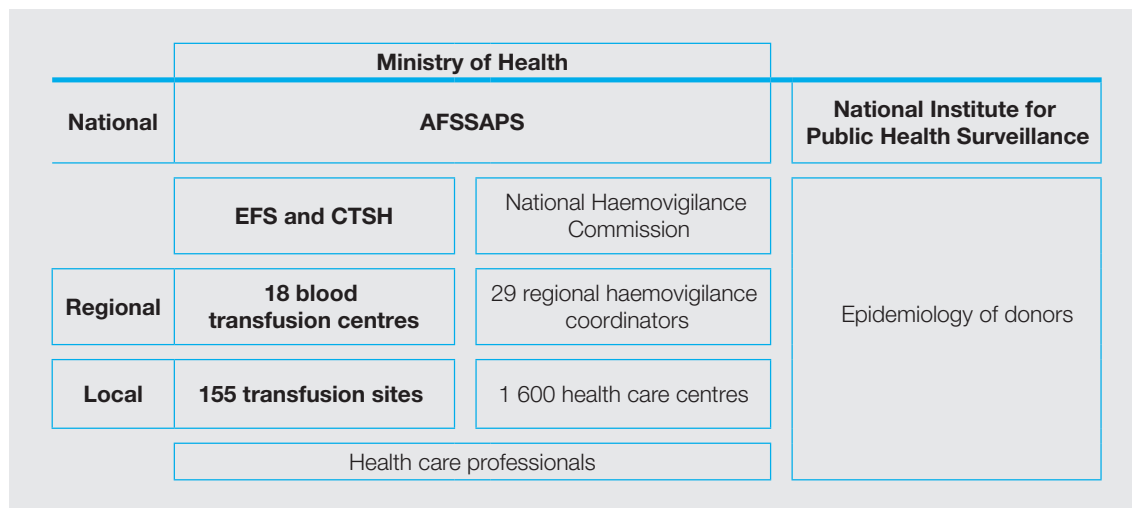 Ministry of Health
National
AFSSAPS
National Institute for
Public Health Surveillance
EFS and CTSH
National Haemovigilance
Commission
Regional
18 blood
transfusion centres
29 regional haemovigilance
coordinators
Epidemiology of donors
Local
155 transfusion sites
1 600 health care centres
Health care professionals